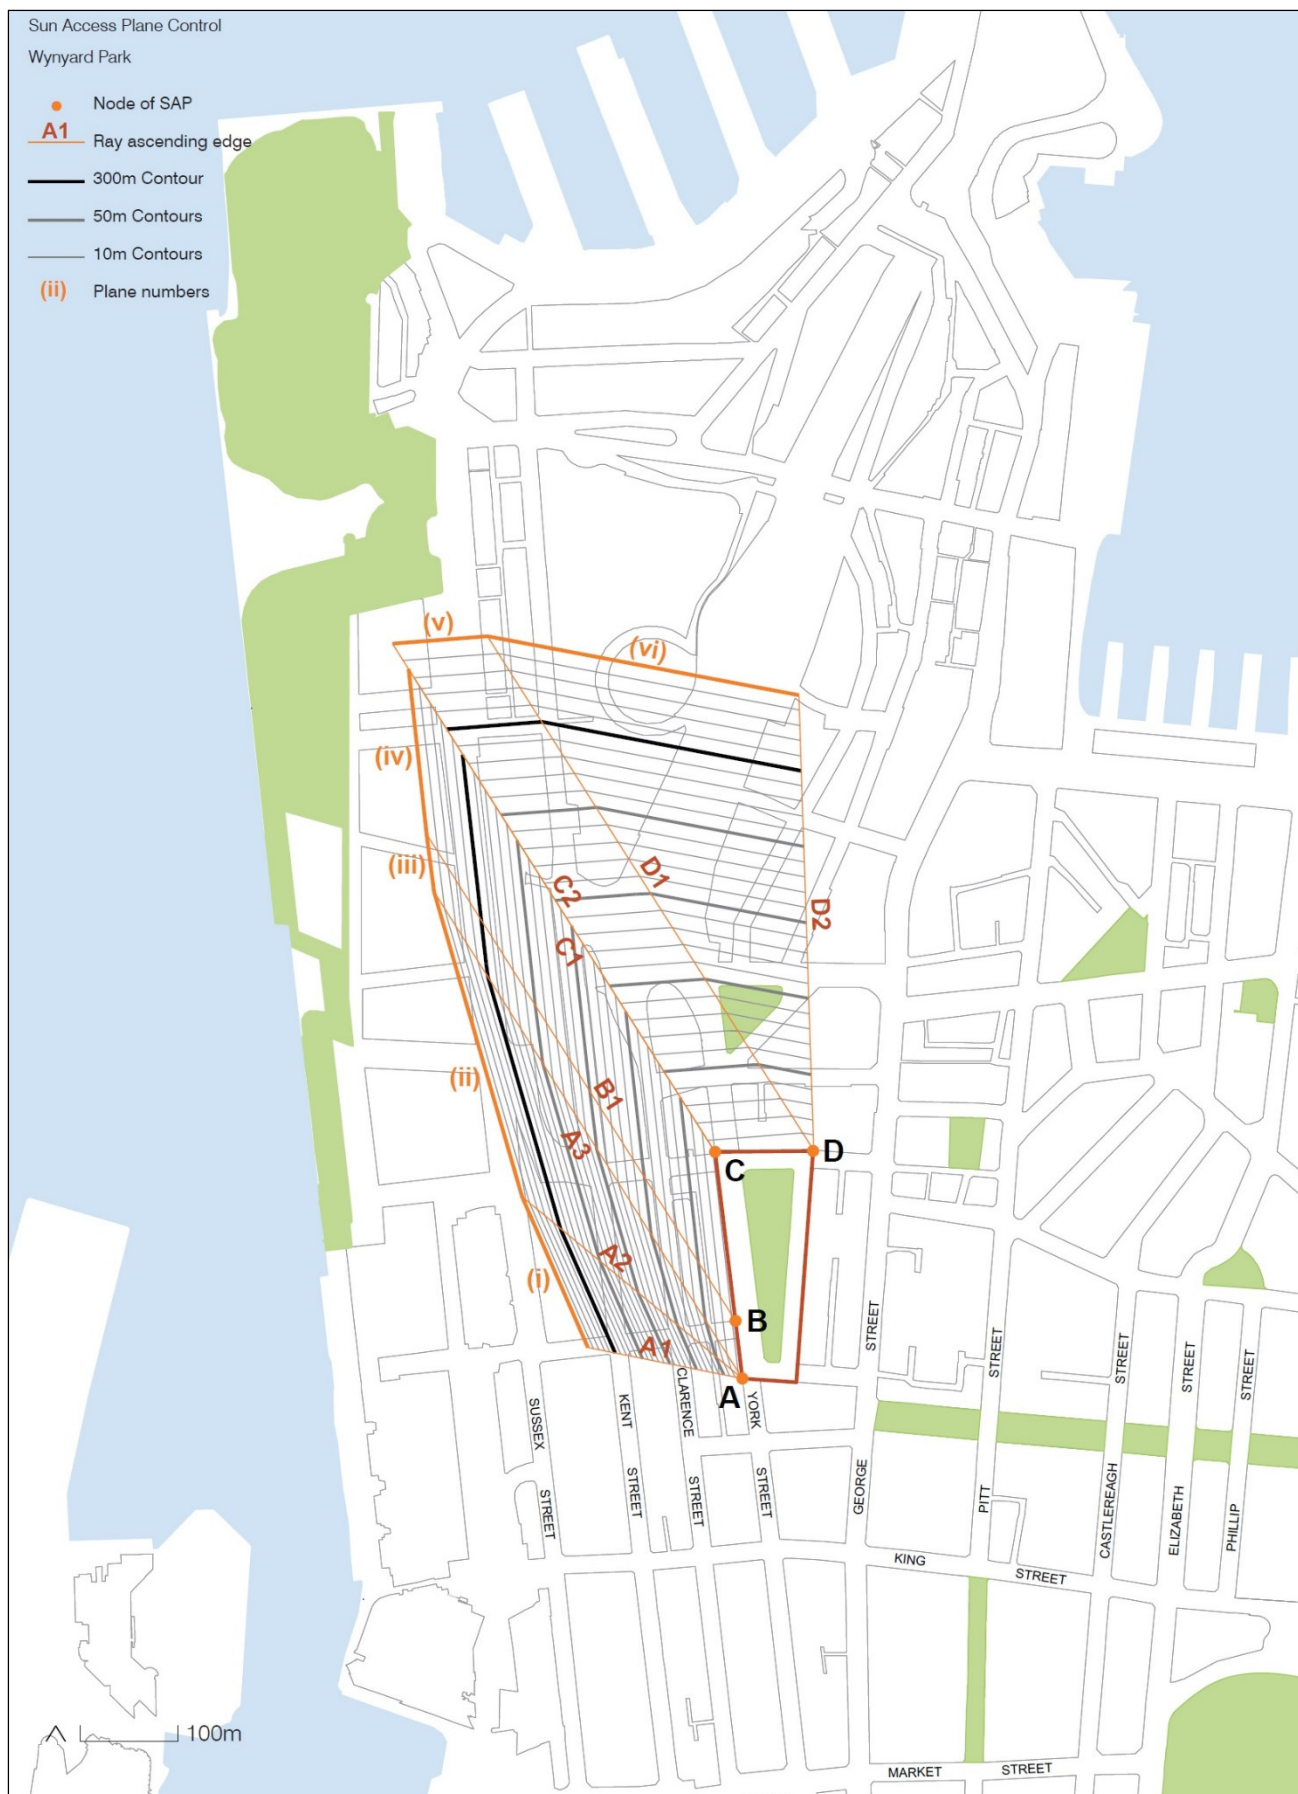 Sun Access Plane Control
Wynyard Park
Node of SAP
A1
Ray ascending edge
300m Contour
50m Contours
10m Contours
(ii)
Plane numbers
(v)
(vi)
(iv)
(iii)
D1
C2
D2
C1
(ii)
B1
A3
C
D
A2
(i)
B
A1
A
SUSSEX
STREET
KENT
STREET
CLARENCE
STREET
YORK
STREET
STREET
GEORGE
STREET
PITT
STREET
CASTLEREAGH
STREET
ELIZABETH
STREET
PHILLIP
KING
STREET
MARKET
STREET
100m